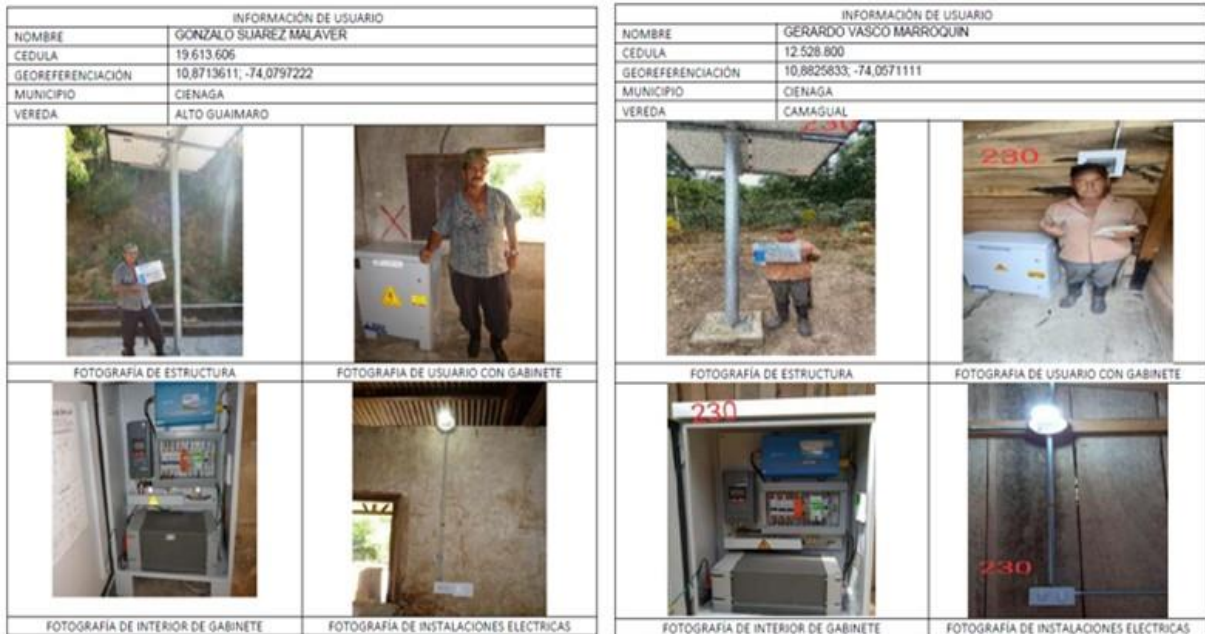 INFORMACIÓN DE USUARIO
NOMBRE GONZALO SUAREZ MALAVER
CEDULA 19.613.606
GEOREFERENCIACIÓN 10,8713611; -74,0797222
MUNICIPIO CIENAGA
VEREDA ALTO GUAIMARO
FOTOGRAFÍA DE ESTRUCTURA FOTOGRAFIA DE USUARIO CON GABINETE
FOTOGRAFÍA DE INTERIOR DE GABINETE FOTOGRAFÍA DE INSTALACIONES ELECTRICAS
INFORMACIÓN DE USUARIO
NOMBRE GERARDO VASCO MARROQUIN
CEDULA 12.528.800
GEOREFERENCIACIÓN 10,8825833; -74,0571111
MUNICIPIO CIENAGA
VEREDA CAMAGUAL
230
230
FOTOGRAFÍA DE ESTRUCTURA FOTOGRAFIA DE USUARIO CON GABINETE
230
230
FOTOGRAFÍA DE INTERIOR DE GABINETE FOTOGRAFÍA DE INSTALACIONES ELECTRICAS